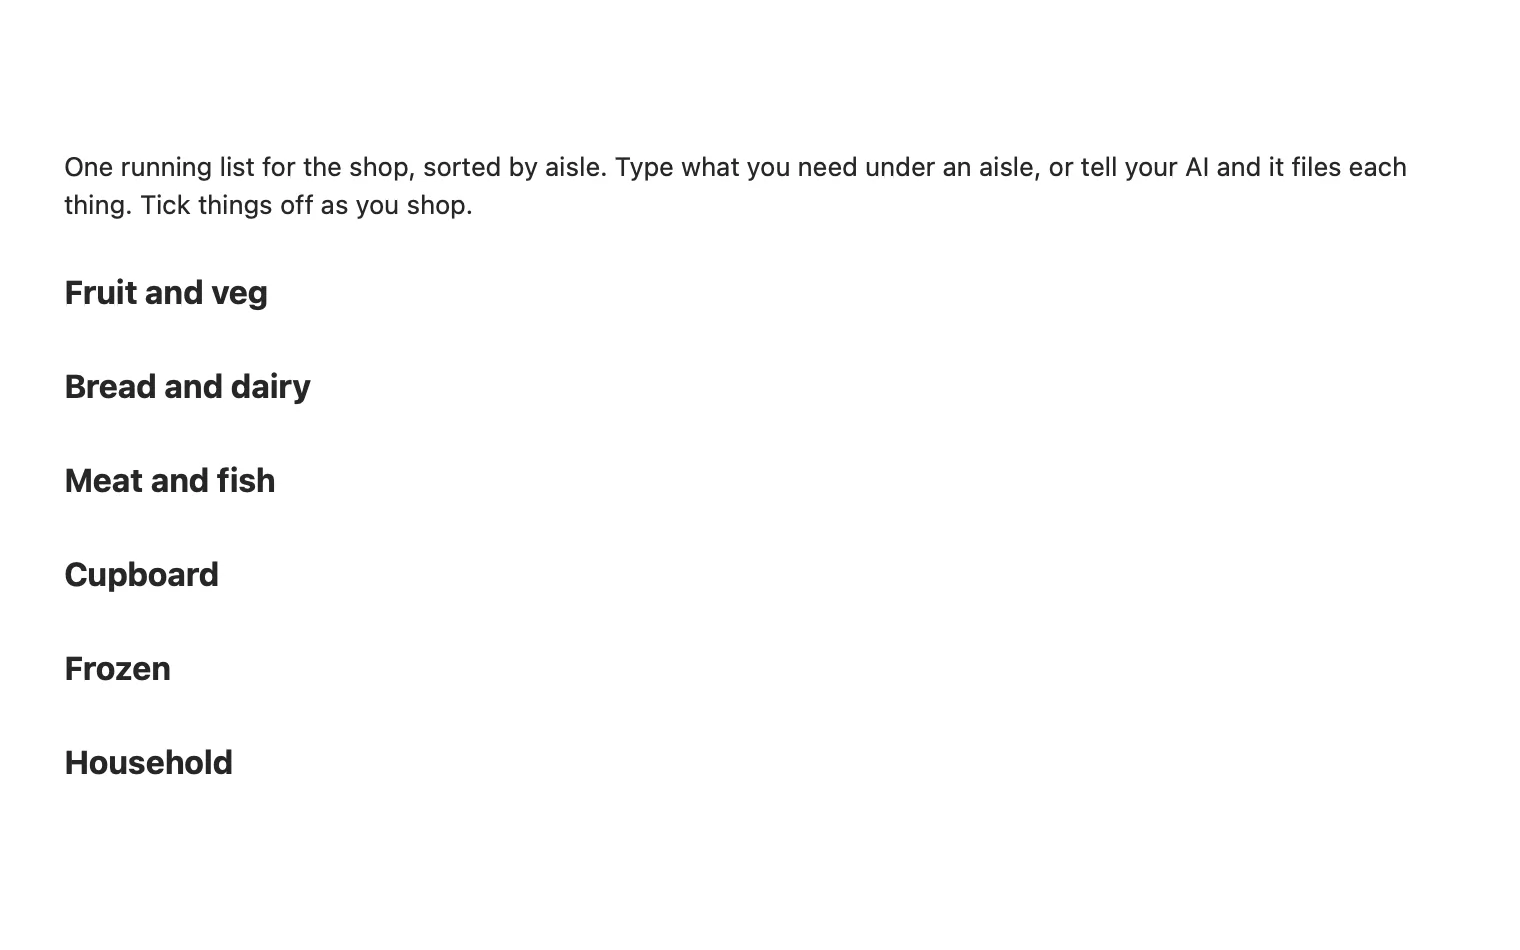 One running list for the shop, sorted by aisle. Type what you need under an aisle, or tell your AI and it files each
thing. Tick things off as you shop.
Fruit and veg
Bread and dairy
Meat and fish
Cupboard
Frozen
Household